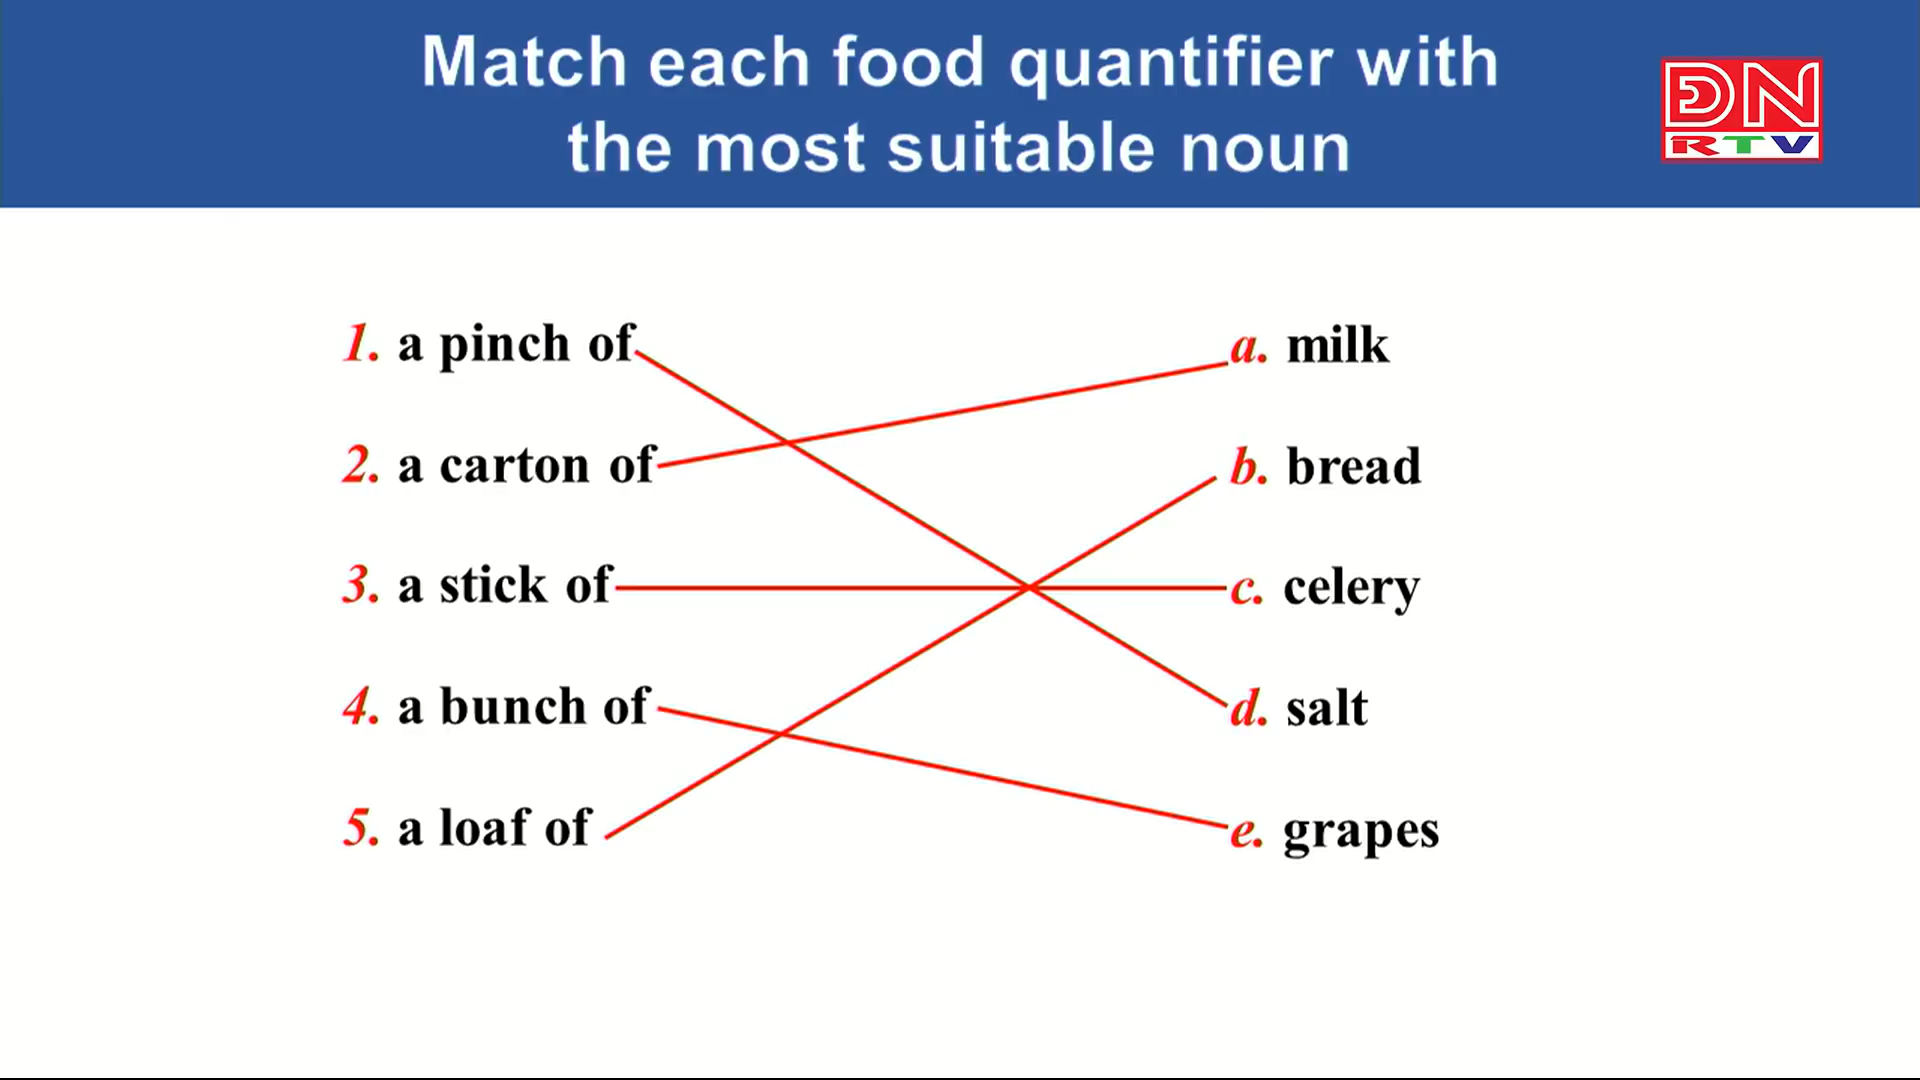 Match each food quantifier with
the most suitable noun
ĐN
RTV
1. a pinch of
a. milk
2. a carton of
b. bread
3. a stick of
c. celery
4. a bunch of
d. salt
5. a loaf of
e. grapes